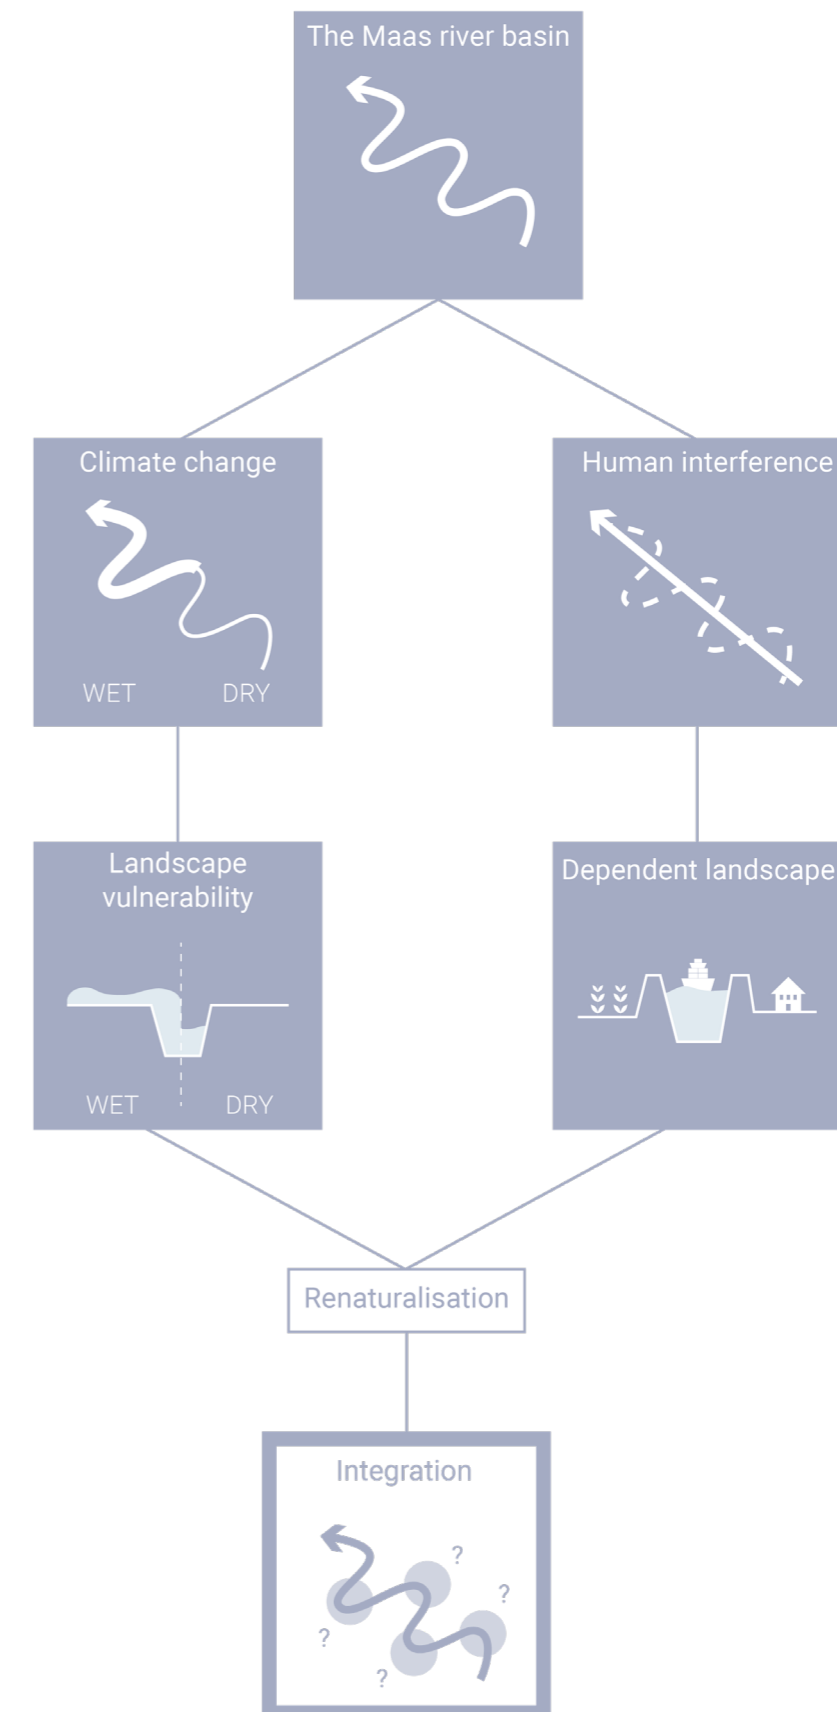 The Maas river basin
Climate change
WET DRY
Human interference
Landscape
vulnerability
WET DRY
Dependent landscape
Renaturalisation
Integration
?
?
?
?